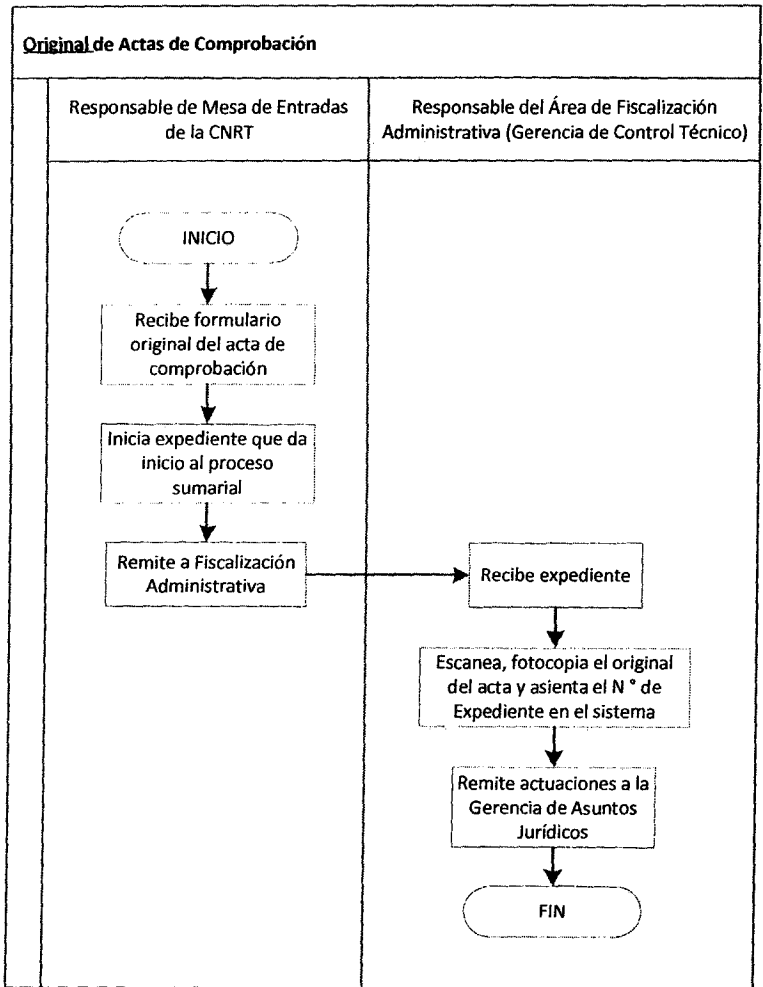 Original de Actas de Comprobación
Responsable de Mesa de Entradas
de la CNRT
Responsable del Área de Fiscalización
Administrativa (Gerencia de Control Técnico)
INICIO
Recibe formulario
original del acta de
comprobación
Inicia expediente que da
inicio al proceso
sumarial
Remite a Fiscalización
Administrativa
Recibe expediente
Escanea, fotocopia el original
del acta y asienta el N ° de
Expediente en el sistema
Remite actuaciones a la
Gerencia de Asuntos
Jurídicos
FIN